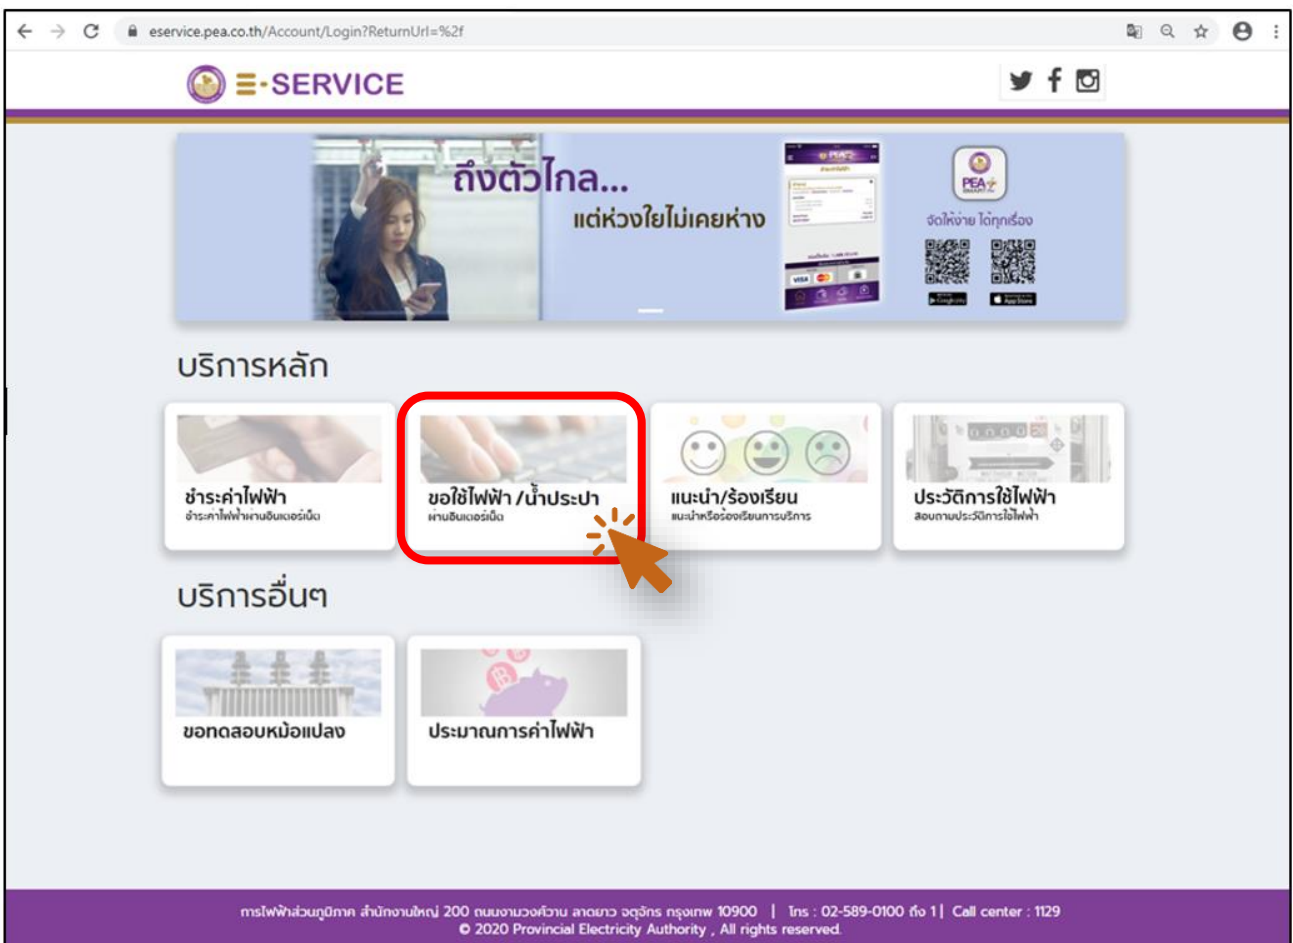 eservice.pea.co.th/Account/Login?ReturnUrl=%2f
E-SERVICE
ถึงตัวไกล...
แต่ห่วงใยไม่เคยห่าง
PEA
SMART
จัดให้ง่าย ได้ทุกเรื่อง
VISA
Google play
App Store
บริการหลัก
ชำระค่าไฟฟ้า
ชำระค่าไฟฟ้าผ่านอินเตอร์เน็ต
ขอใช้ไฟฟ้า /น้ำประปา
ผ่านอินเตอร์เน็ต
แนะนำ/ร้องเรียน
แนะนำหรือร้องเรียนการบริการ
ประวัติการใช้ไฟฟ้า
สอบถามประวัติการใช้ไฟฟ้า
บริการอื่นๆ
ขอทดสอบหม้อแปลง
ประมาณการค่าไฟฟ้า
การไฟฟ้าส่วนภูมิภาค สำนักงานใหญ่ 200 ถนนงามวงศ์วาน ลาดยาว จตุจักร กรุงเทพ 10900 | โทร : 02-589-0100 ถึง 1 | Call center : 1129
© 2020 Provincial Electricity Authority , All rights reserved.